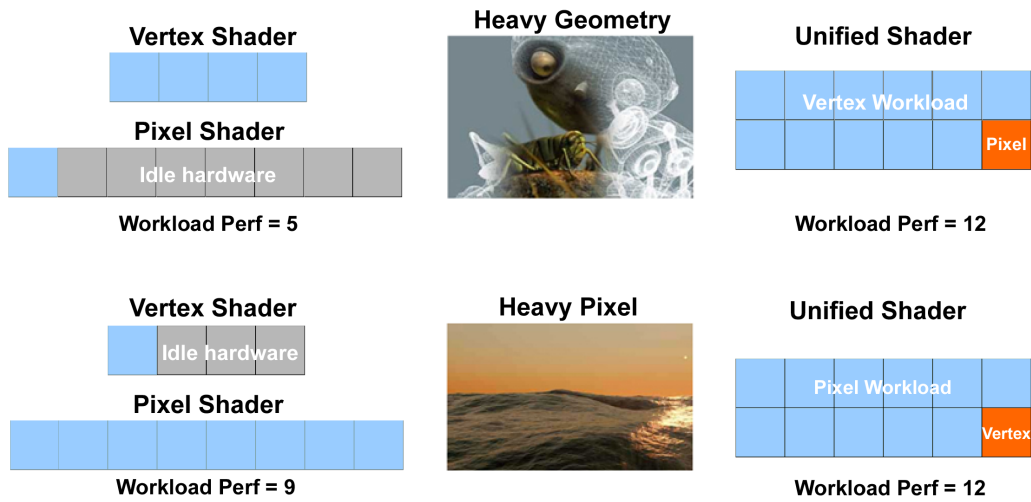 Heavy Geometry
Vertex Shader
Unified Shader
Vertex Workload
Pixel Shader
Pixel
Idle hardware
Workload Perf = 5
Workload Perf = 12
Vertex Shader
Heavy Pixel
Unified Shader
Idle hardware
Pixel Workload
Pixel Shader
Vertex
Workload Perf = 9
Workload Perf = 12